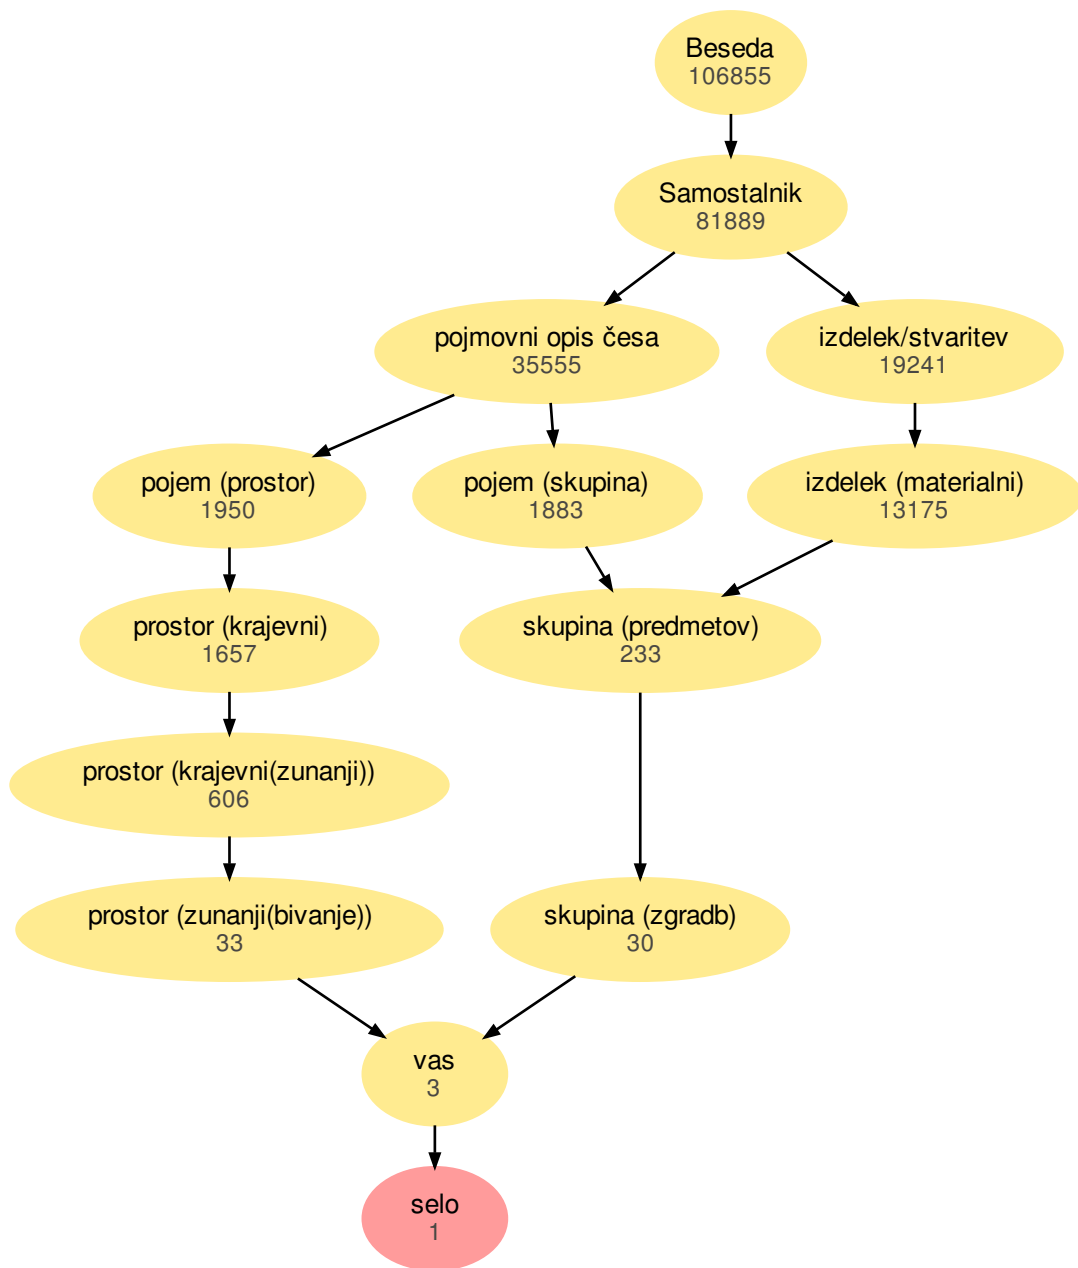 Beseda
106855
Samostalnik
81889
pojmovni opis česa
35555
izdelek/stvaritev
19241
pojem (prostor)
1950
pojem (skupina)
1883
izdelek (materialni)
13175
prostor (krajevni)
1657
skupina (predmetov)
233
prostor (krajevni(zunanji))
606
prostor (zunanji(bivanje))
33
skupina (zgradb)
30
vas
3
selo
1